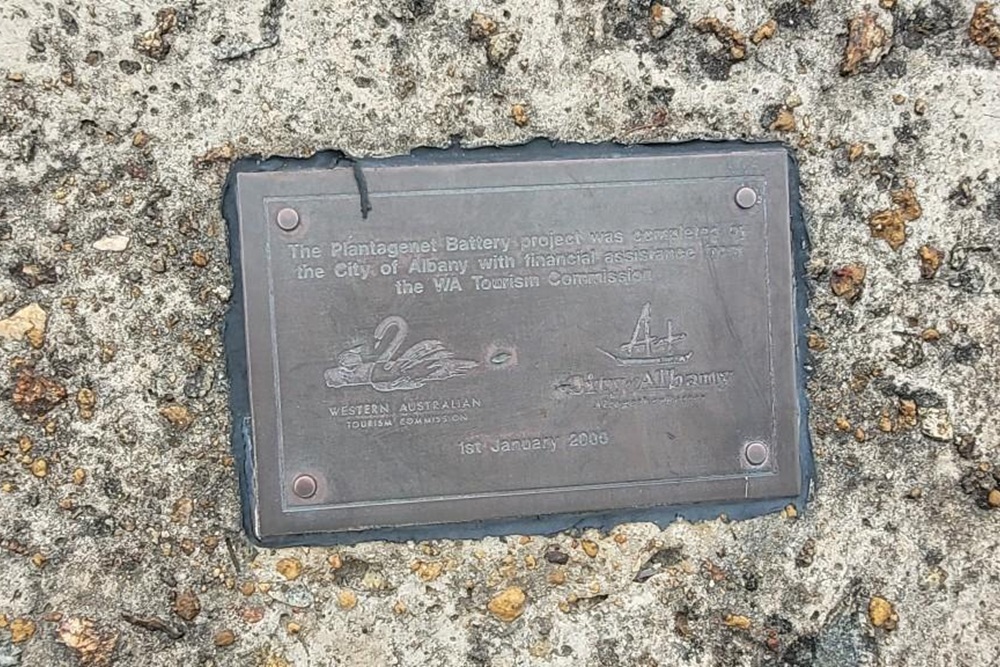 The Plantagenet Battery project was completed by
the City of Albany with financial assistance from
the WA Tourism Commission
WESTERN AUSTRALIAN
TOURISM COMMISSION
City of Albany
1st January 2000